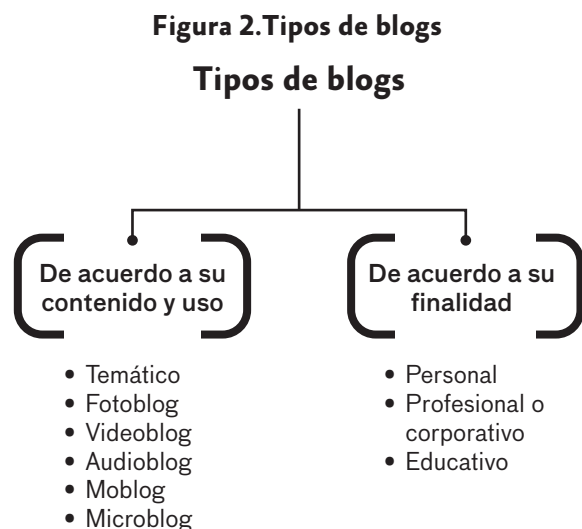 Figura 2.Tipos de blogs
Tipos de blogs
De acuerdo a su
contenido y uso
• Temático
• Fotoblog
• Videoblog
• Audioblog
• Moblog
• Microblog
De acuerdo a su
finalidad
• Personal
• Profesional o
corporativo
• Educativo